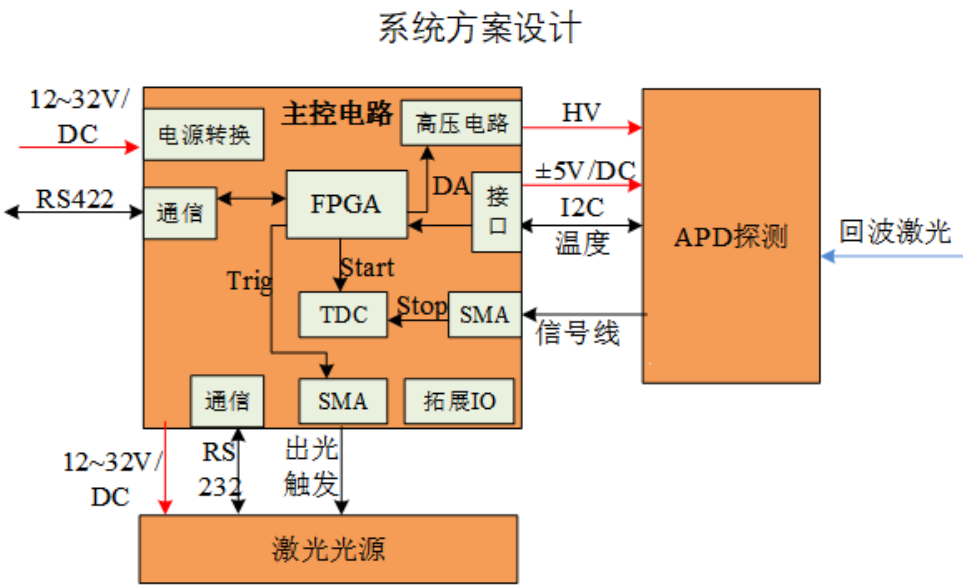 系统方案设计
12~32V/
DC
电源转换
主控电路
高压电路
HV
RS422
通信
FPGA
DA
接
口
±5V/DC
I2C
温度
APD探测
回波激光
Trig
Start
TDC
Stop
SMA
信号线
通信
SMA
拓展IO
12~32V/
DC
RS
232
出光
触发
激光光源